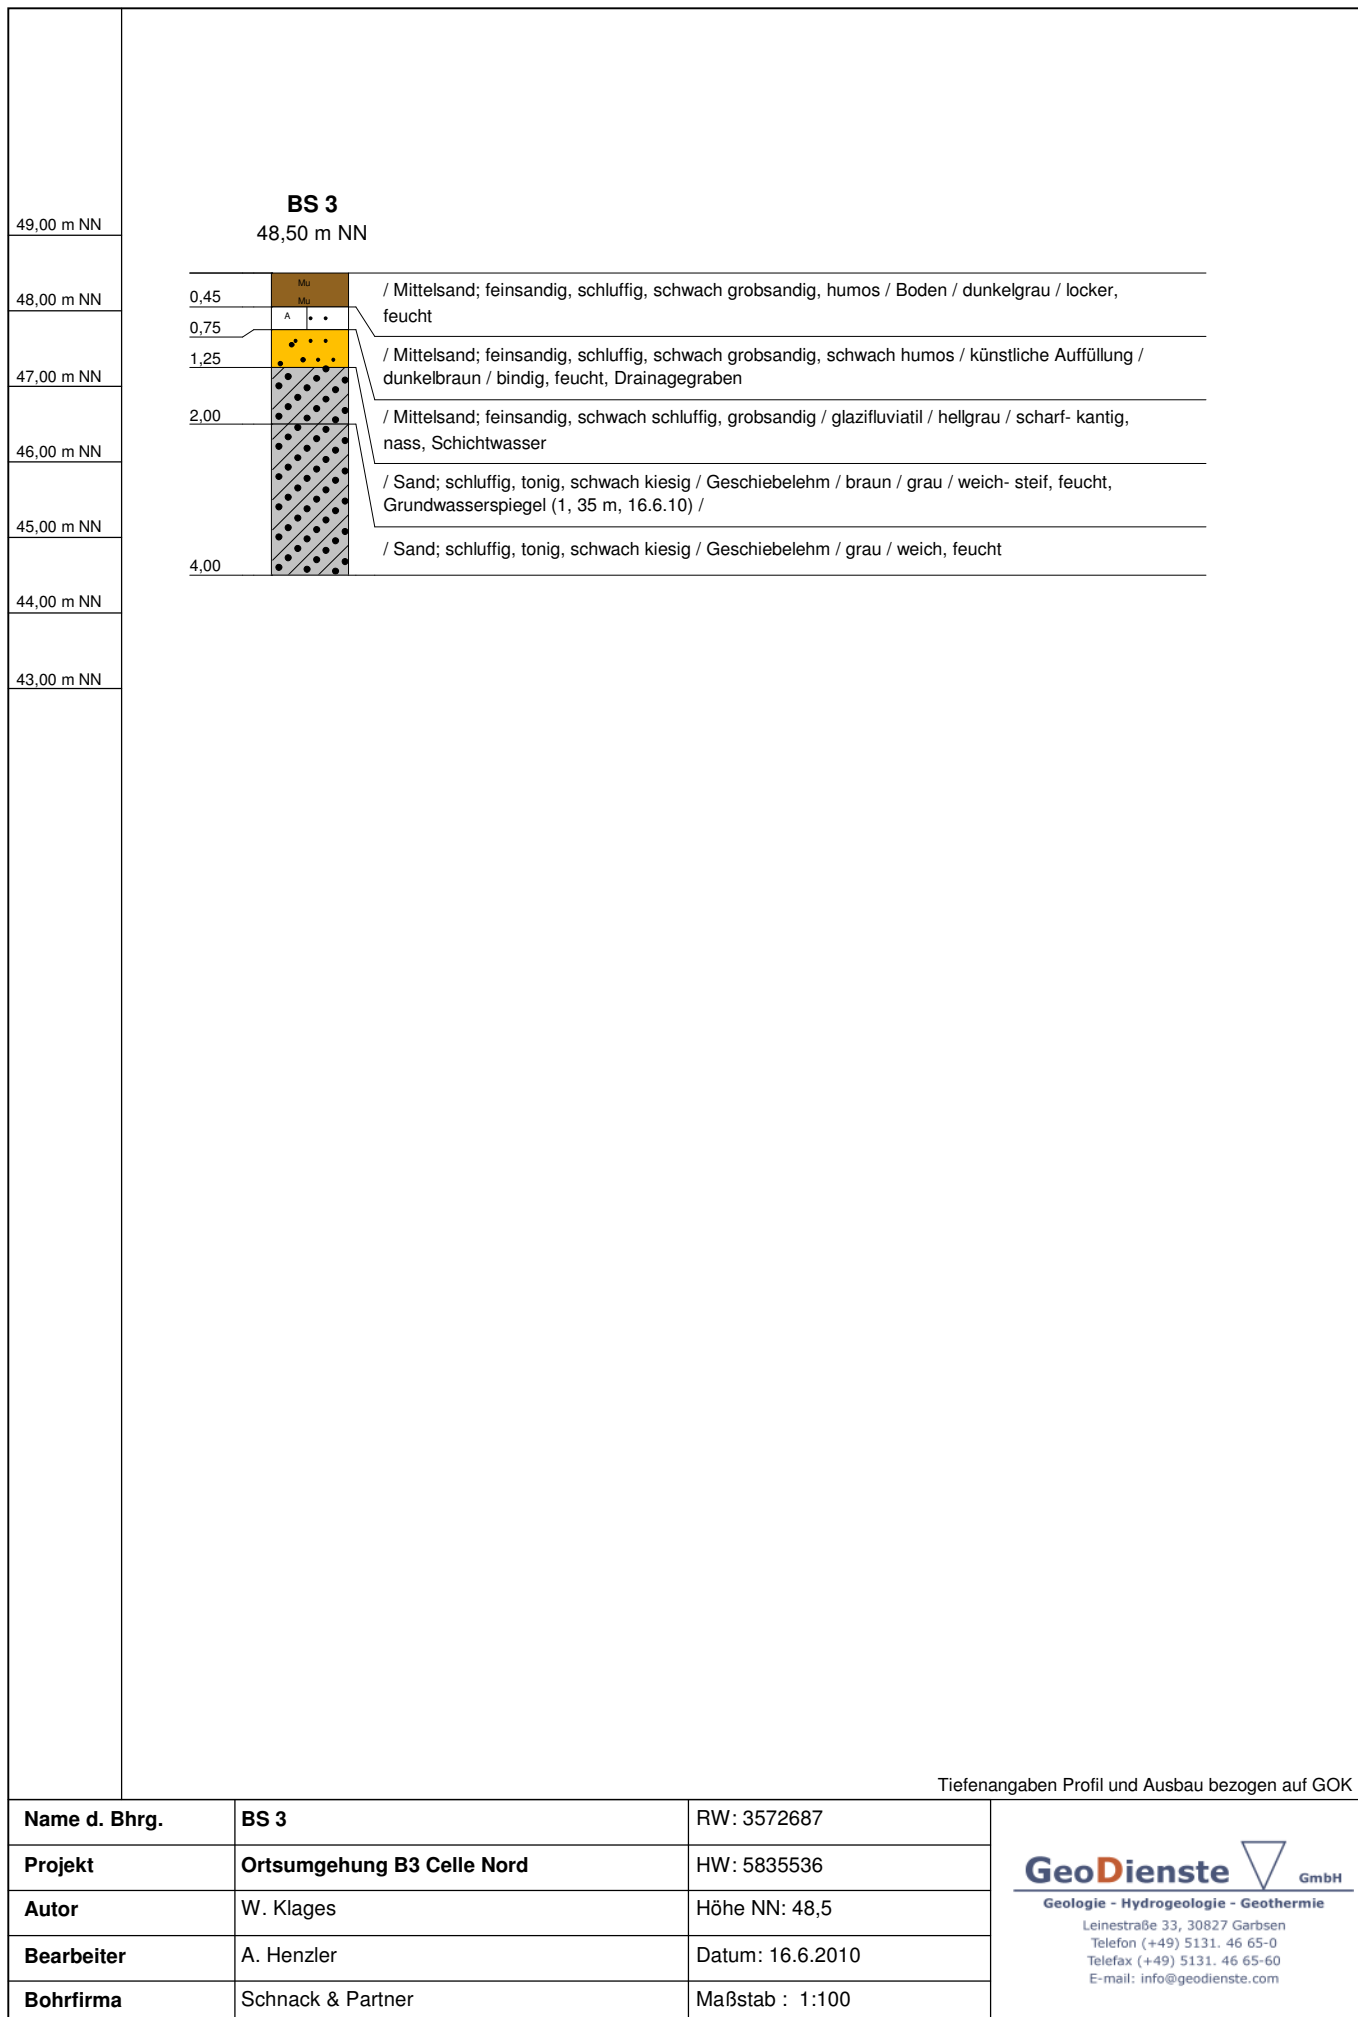 BS 3
48,50 m NN
49,00 m NN
48,00 m NN
47,00 m NN
46,00 m NN
45,00 m NN
44,00 m NN
43,00 m NN
0,45
0,75
1,25
2,00
4,00
Mu
Mu
A
/ Mittelsand; feinsandig, schluffig, schwach grobsandig, humos / Boden / dunkelgrau / locker,
feucht
/ Mittelsand; feinsandig, schluffig, schwach grobsandig, schwach humos / künstliche Auffüllung /
dunkelbraun / bindig, feucht, Drainagegraben
/ Mittelsand; feinsandig, schwach schluffig, grobsandig / glazifluviatil / hellgrau / scharf- kantig,
nass, Schichtwasser
/ Sand; schluffig, tonig, schwach kiesig / Geschiebelehm / braun / grau / weich- steif, feucht,
Grundwasserspiegel (1, 35 m, 16.6.10) /
/ Sand; schluffig, tonig, schwach kiesig / Geschiebelehm / grau / weich, feucht
Tiefenangaben Profil und Ausbau bezogen auf GOK
Name d. Bhrg. BS 3 RW: 3572687
Projekt Ortsumgehung B3 Celle Nord HW: 5835536
Autor W. Klages Höhe NN: 48,5
Bearbeiter A. Henzler Datum: 16.6.2010
Bohrfirma Schnack & Partner Maßstab : 1:100
GeoDienste GmbH
Geologie - Hydrogeologie - Geothermie
Leinestraße 33, 30827 Garbsen
Telefon (+49) 5131. 46 65-0
Telefax (+49) 5131. 46 65-60
E-mail: info@geodienste.com